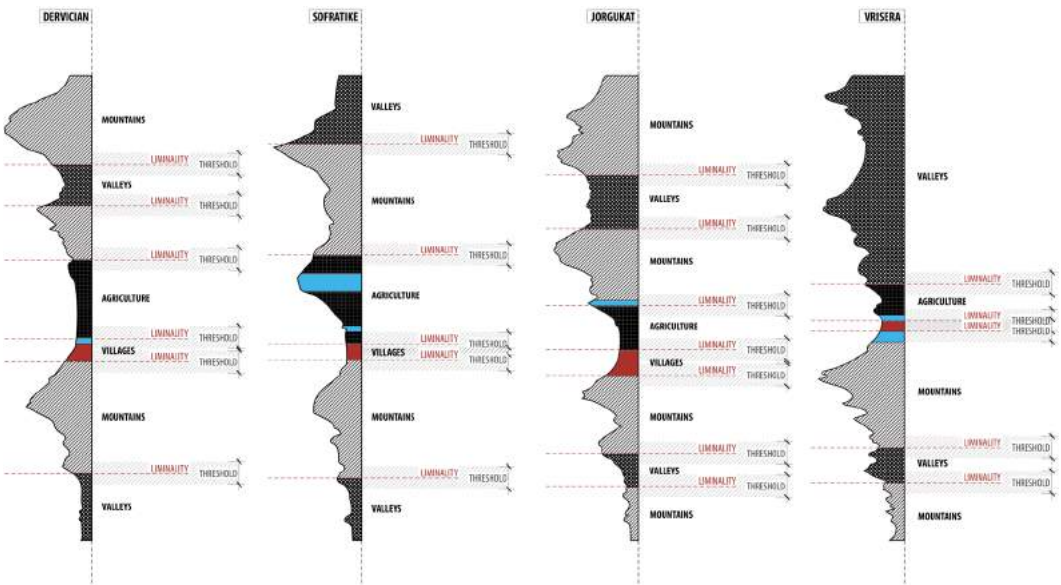 DERVICIAN
MOUNTAINS
LIMINALITY THRESHOLD
VALLEYS
LIMINALITY THRESHOLD
LIMINALITY THRESHOLD
AGRICULTURE
LIMINALITY THRESHOLD
VILLAGES
LIMINALITY THRESHOLD
MOUNTAINS
LIMINALITY THRESHOLD
VALLEYS
SOFRATIKE
VALLEYS
LIMINALITY THRESHOLD
MOUNTAINS
LIMINALITY THRESHOLD
AGRICULTURE
LIMINALITY THRESHOLD
VILLAGES
LIMINALITY THRESHOLD
MOUNTAINS
LIMINALITY THRESHOLD
VALLEYS
JORGUKAT
MOUNTAINS
LIMINALITY THRESHOLD
VALLEYS
LIMINALITY THRESHOLD
MOUNTAINS
LIMINALITY THRESHOLD
AGRICULTURE
LIMINALITY THRESHOLD
VILLAGES
LIMINALITY THRESHOLD
MOUNTAINS
LIMINALITY THRESHOLD
VALLEYS
LIMINALITY THRESHOLD
MOUNTAINS
VRISERA
VALLEYS
LIMINALITY THRESHOLD
AGRICULTURE
LIMINALITY THRESHOLD
LIMINALITY THRESHOLD
MOUNTAINS
LIMINALITY THRESHOLD
VALLEYS
LIMINALITY THRESHOLD
MOUNTAINS